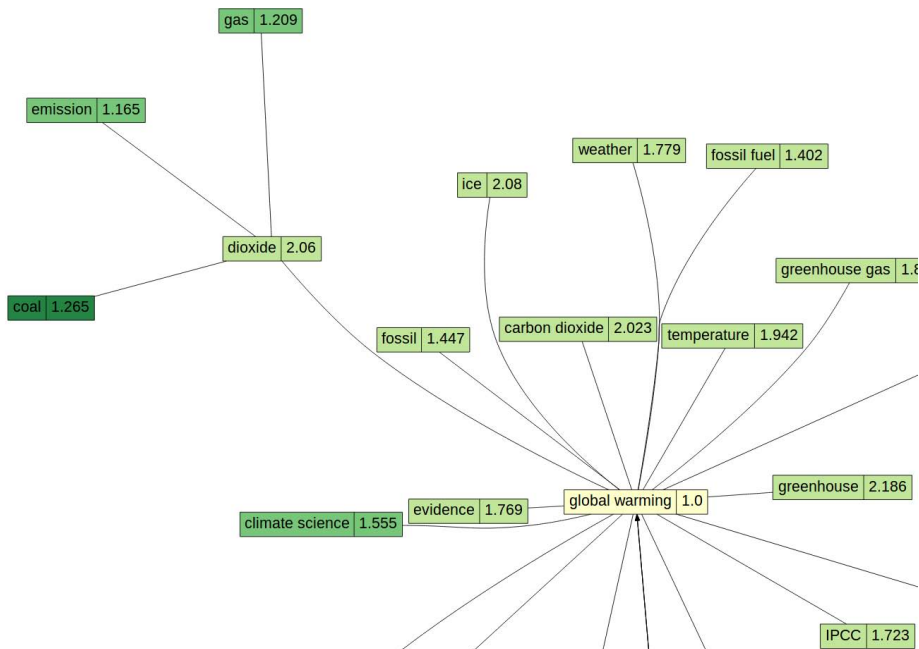 gas 1.209
emission 1.165
weather 1.779
fossil fuel 1.402
ice 2.08
dioxide 2.06
greenhouse gas 1.8
coal 1.265
carbon dioxide 2.023
fossil 1.447
temperature 1.942
greenhouse 2.186
global warming 1.0
evidence 1.769
climate science 1.555
IPCC 1.723